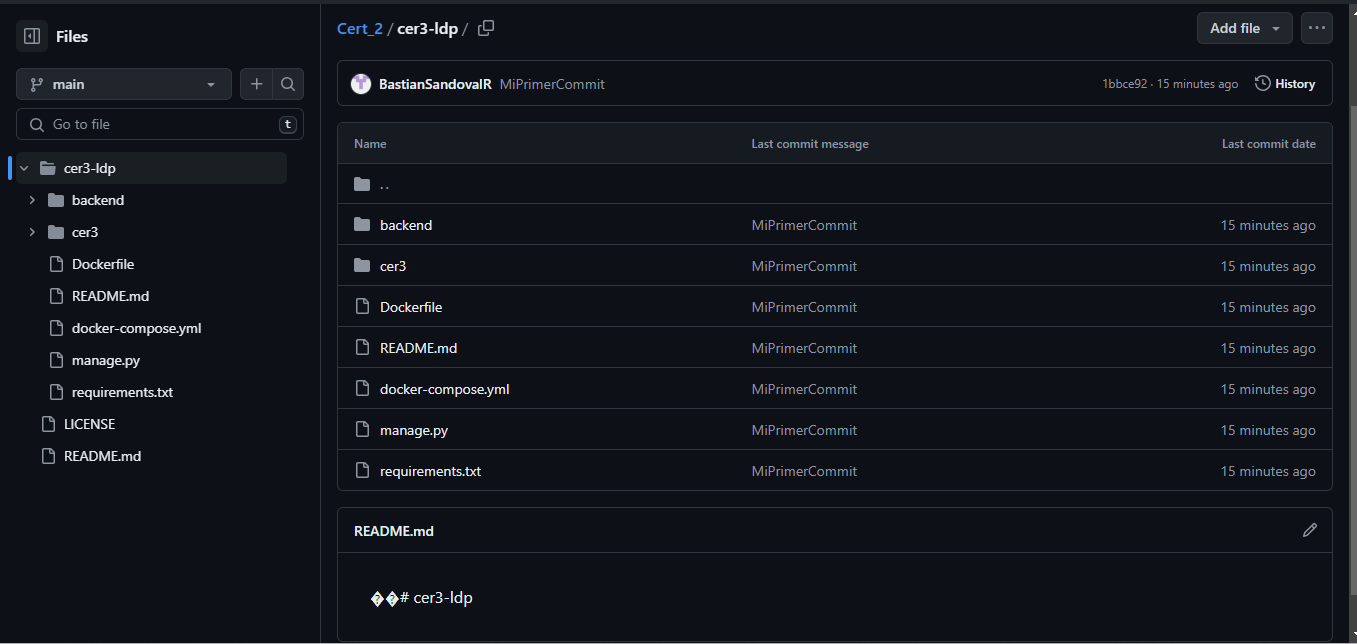 Files
main
Go to file
t
cer3-ldp
backend
cer3
Dockerfile
README.md
docker-compose.yml
manage.py
requirements.txt
LICENSE
README.md
Cert_2 / cer3-ldp /
Add file
BastianSandovalR MiPrimerCommit 1bbce92 · 15 minutes ago History
Name Last commit message Last commit date
..
backend MiPrimerCommit 15 minutes ago
cer3 MiPrimerCommit 15 minutes ago
Dockerfile MiPrimerCommit 15 minutes ago
README.md MiPrimerCommit 15 minutes ago
docker-compose.yml MiPrimerCommit 15 minutes ago
manage.py MiPrimerCommit 15 minutes ago
requirements.txt MiPrimerCommit 15 minutes ago
README.md
��# cer3-ldp